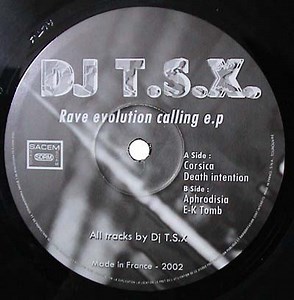 DJ T.S.X.
Rave evolution calling e.p
SACEM
SDRM
A Side :
Corsica
Death intention
B Side :
Aphrodisia
E-K Tomb
All tracks by Dj T.S.X
Made In France - 2002